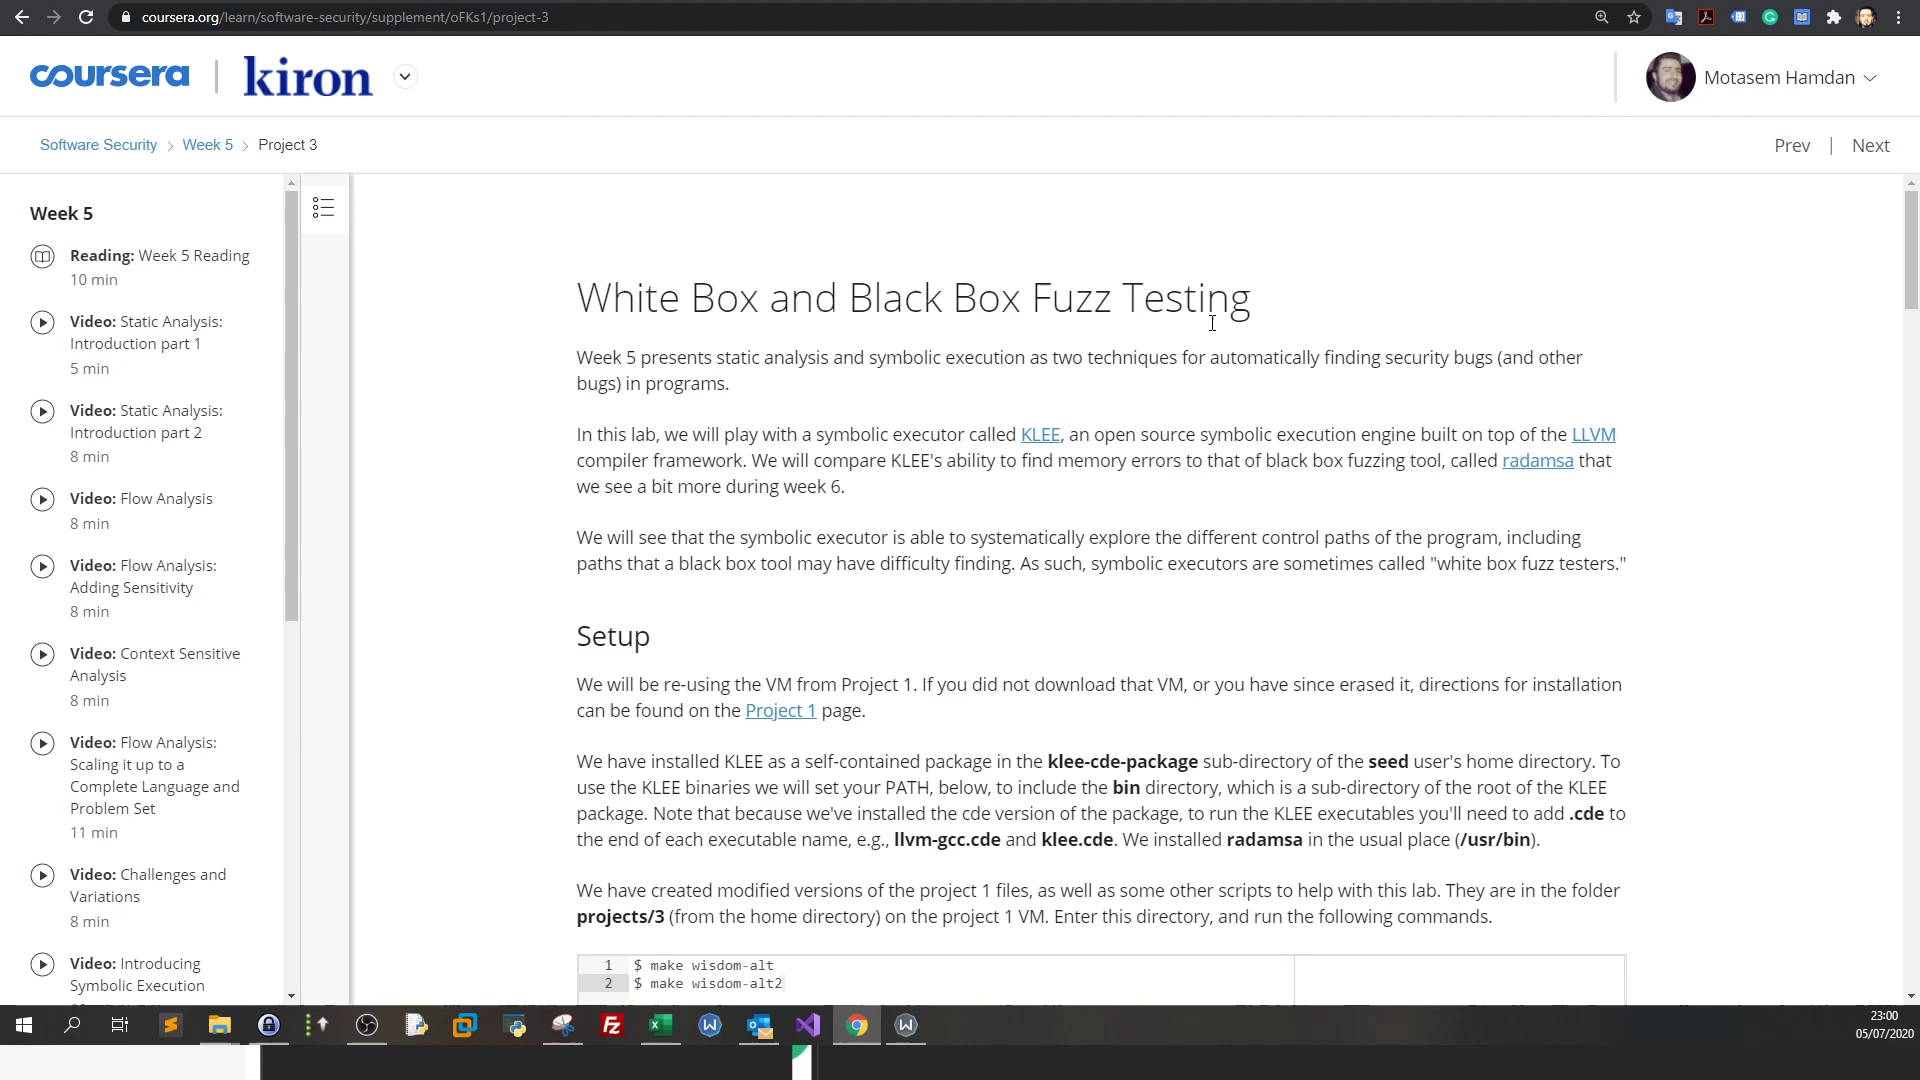 coursera.org/learn/software-security/supplement/oFKs1/project-3
coursera
kiron
Motasem Hamdan
Software Security
Week 5
Project 3
Prev | Next
Week 5
Reading: Week 5 Reading
10 min
Video: Static Analysis:
Introduction part 1
5 min
Video: Static Analysis:
Introduction part 2
8 min
Video: Flow Analysis
8 min
Video: Flow Analysis:
Adding Sensitivity
8 min
Video: Context Sensitive
Analysis
8 min
Video: Flow Analysis:
Scaling it up to a
Complete Language and
Problem Set
11 min
Video: Challenges and
Variations
8 min
Video: Introducing
Symbolic Execution
White Box and Black Box Fuzz Testing
Week 5 presents static analysis and symbolic execution as two techniques for automatically finding security bugs (and other
bugs) in programs.
In this lab, we will play with a symbolic executor called KLEE, an open source symbolic execution engine built on top of the LLVM
compiler framework. We will compare KLEE's ability to find memory errors to that of black box fuzzing tool, called radamsa that
we see a bit more during week 6.
We will see that the symbolic executor is able to systematically explore the different control paths of the program, including
paths that a black box tool may have difficulty finding. As such, symbolic executors are sometimes called "white box fuzz testers."
Setup
We will be re-using the VM from Project 1. If you did not download that VM, or you have since erased it, directions for installation
can be found on the Project 1 page.
We have installed KLEE as a self-contained package in the klee-cde-package sub-directory of the seed user's home directory. To
use the KLEE binaries we will set your PATH, below, to include the bin directory, which is a sub-directory of the root of the KLEE
package. Note that because we've installed the cde version of the package, to run the KLEE executables you'll need to add .cde to
the end of each executable name, e.g., llvm-gcc.cde and klee.cde. We installed radamsa in the usual place (/usr/bin).
We have created modified versions of the project 1 files, as well as some other scripts to help with this lab. They are in the folder
projects/3 (from the home directory) on the project 1 VM. Enter this directory, and run the following commands.
1 $ make wisdom-alt
2 $ make wisdom-alt2
23:00
05/07/2020